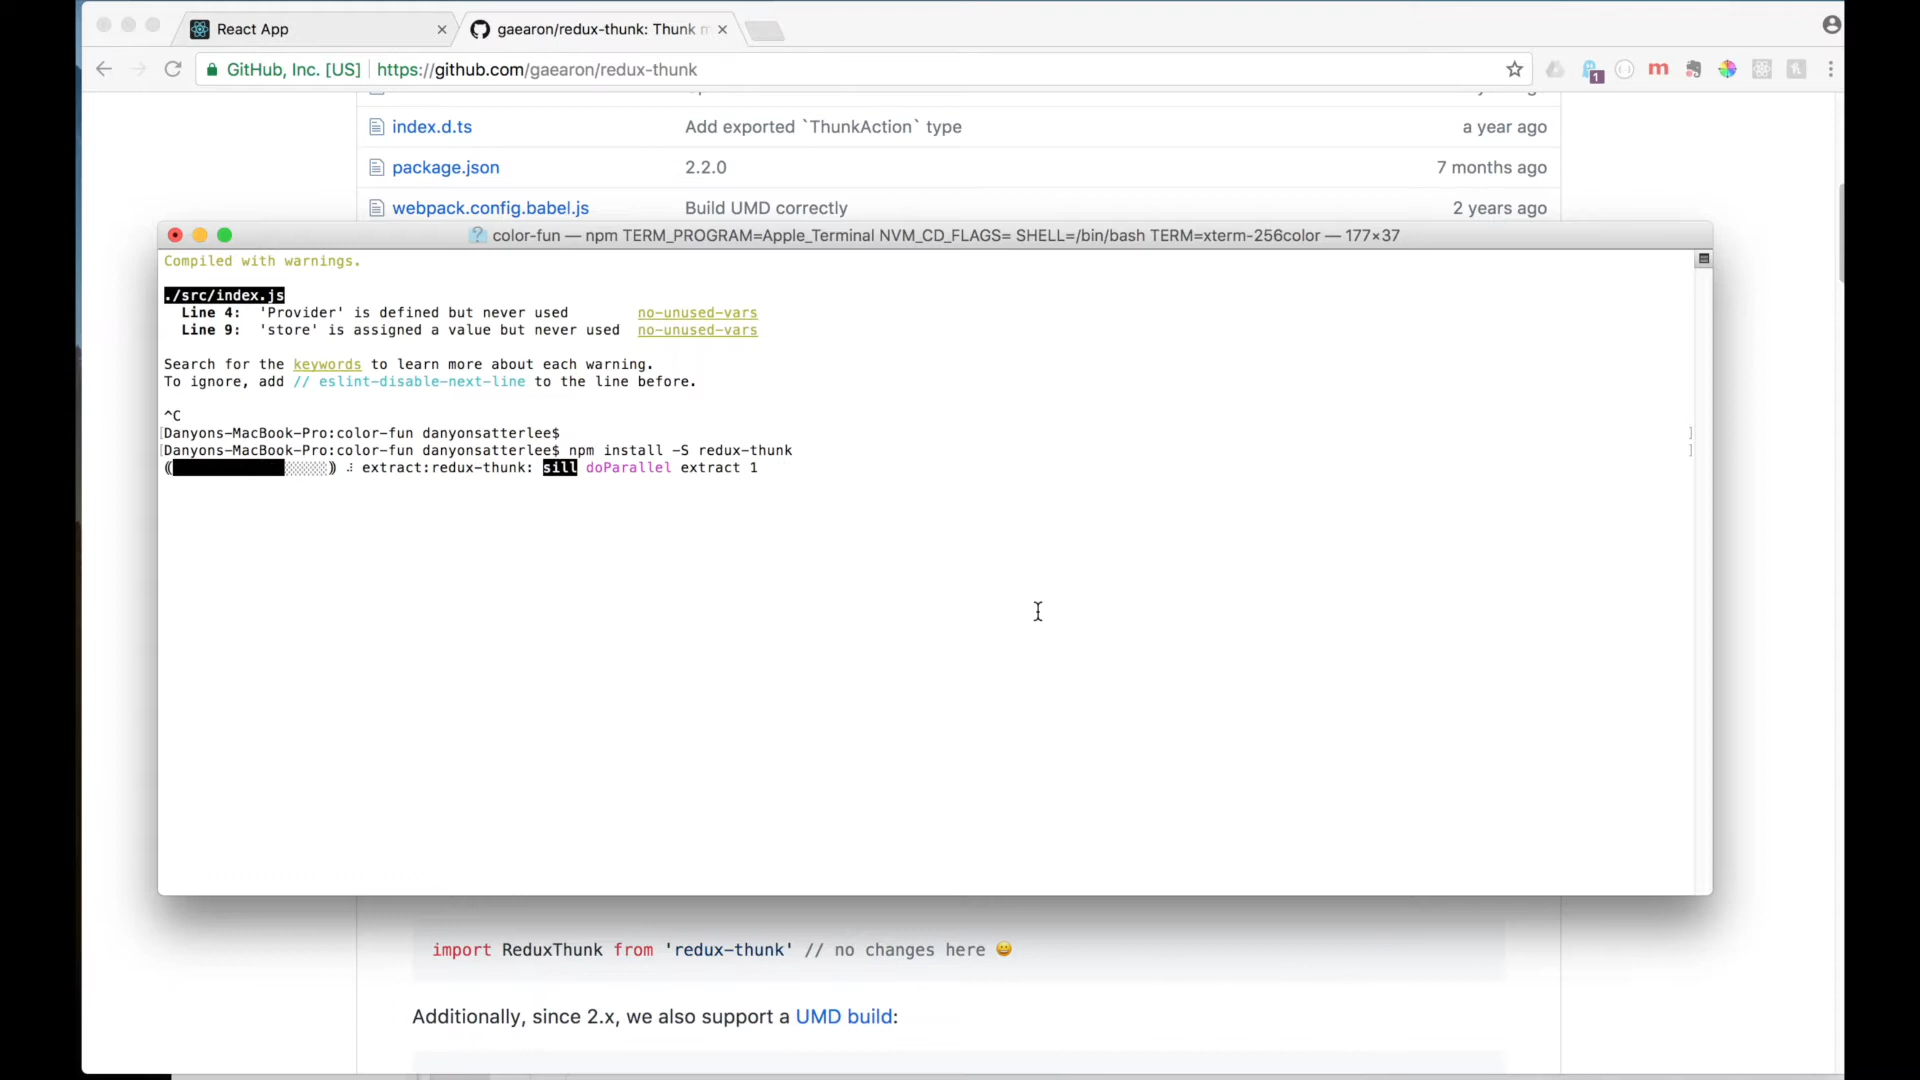 React App
gaearon/redux-thunk: Thunk m
GitHub, Inc. [US] https://github.com/gaearon/redux-thunk
1
m
index.d.ts Add exported `ThunkAction` type a year ago
package.json 2.2.0 7 months ago
webpack.config.babel.js Build UMD correctly 2 years ago
color-fun — npm TERM_PROGRAM=Apple_Terminal NVM_CD_FLAGS= SHELL=/bin/bash TERM=xterm-256color — 177×37
Compiled with warnings.
./src/index.js
Line 4: 'Provider' is defined but never used no-unused-vars
Line 9: 'store' is assigned a value but never used no-unused-vars
Search for the keywords to learn more about each warning.
To ignore, add // eslint-disable-next-line to the line before.
^C
[Danyons-MacBook-Pro:color-fun danyonsatterlee$ ]
[Danyons-MacBook-Pro:color-fun danyonsatterlee$ npm install -S redux-thunk ]
extract:redux-thunk: sill doParallel extract 1
import ReduxThunk from 'redux-thunk' // no changes here 😀
Additionally, since 2.x, we also support a UMD build: